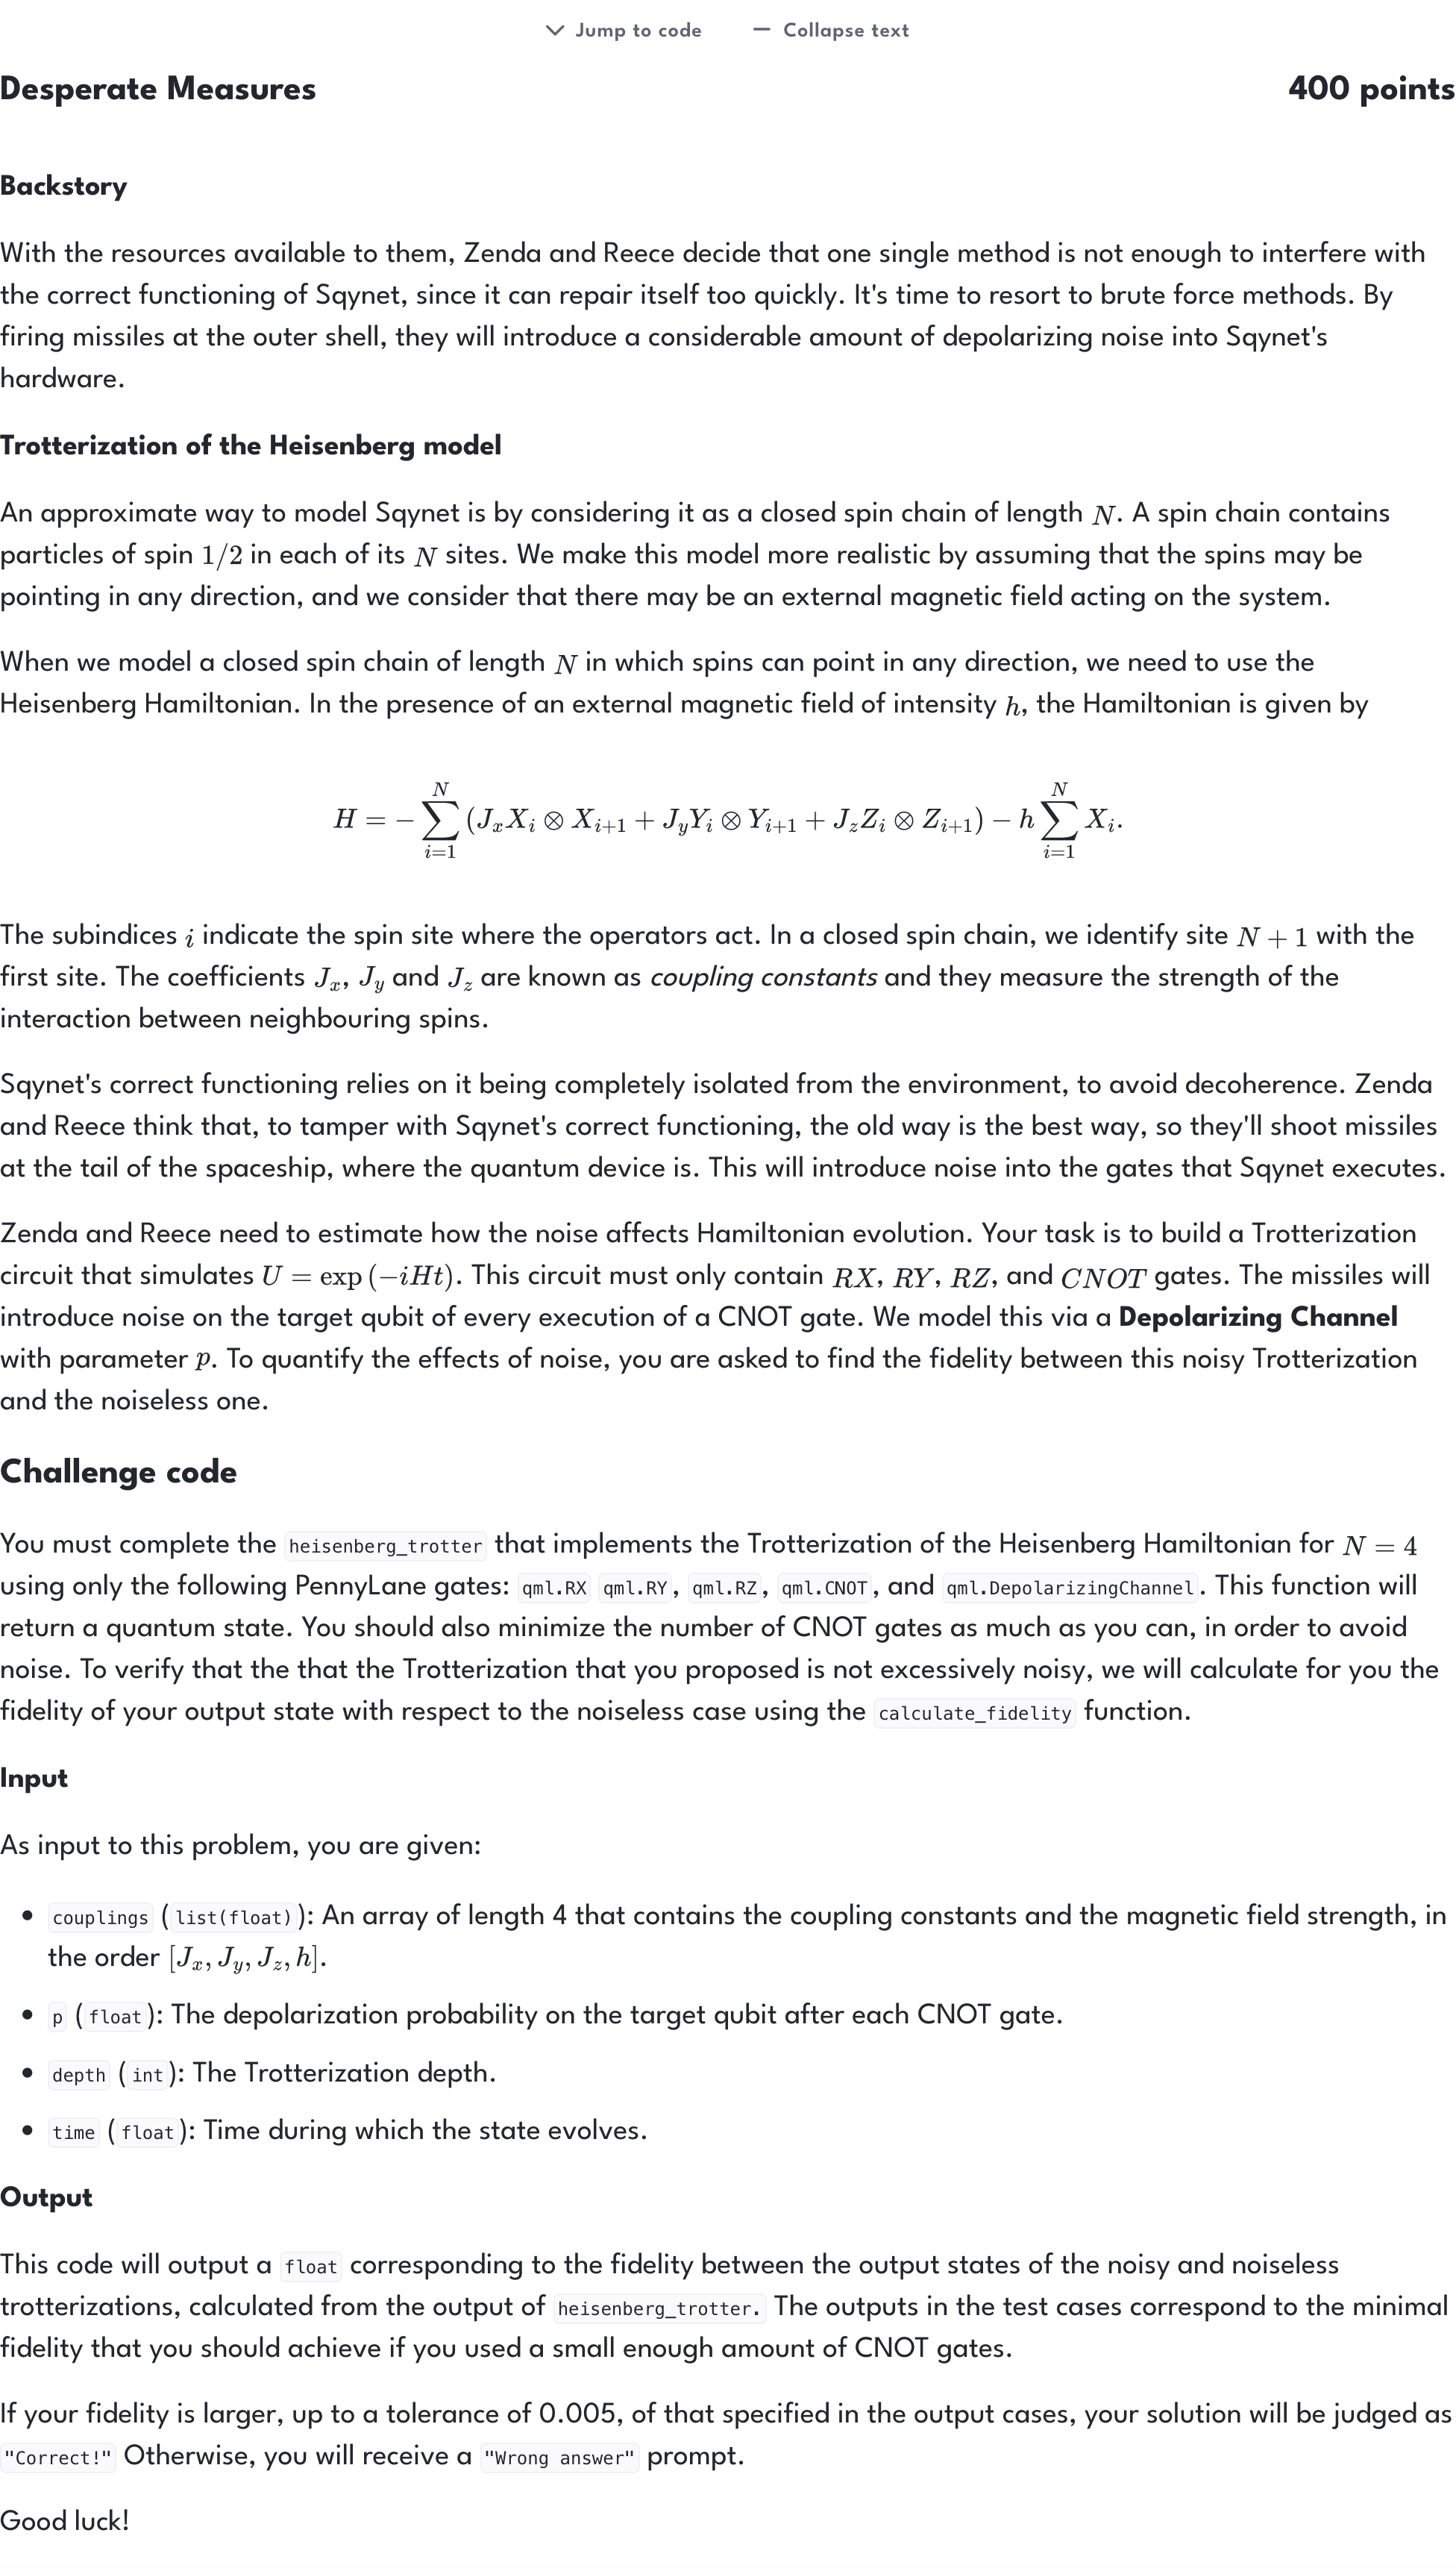 Jump to code — Collapse text
Desperate Measures 400 points
Backstory
With the resources available to them, Zenda and Reece decide that one single method is not enough to interfere with
the correct functioning of Sqynet, since it can repair itself too quickly. It's time to resort to brute force methods. By
firing missiles at the outer shell, they will introduce a considerable amount of depolarizing noise into Sqynet's
hardware.
Trotterization of the Heisenberg model
An approximate way to model Sqynet is by considering it as a closed spin chain of length N. A spin chain contains
particles of spin 1/2 in each of its N sites. We make this model more realistic by assuming that the spins may be
pointing in any direction, and we consider that there may be an external magnetic field acting on the system.
When we model a closed spin chain of length N in which spins can point in any direction, we need to use the
Heisenberg Hamiltonian. In the presence of an external magnetic field of intensity h, the Hamiltonian is given by
H = − ∑_{i=1}^{N} (J_x X_i ⊗ X_{i+1} + J_y Y_i ⊗ Y_{i+1} + J_z Z_i ⊗ Z_{i+1}) − h ∑_{i=1}^{N} X_i.
The subindices i indicate the spin site where the operators act. In a closed spin chain, we identify site N + 1 with the
first site. The coefficients J_x, J_y and J_z are known as coupling constants and they measure the strength of the
interaction between neighbouring spins.
Sqynet's correct functioning relies on it being completely isolated from the environment, to avoid decoherence. Zenda
and Reece think that, to tamper with Sqynet's correct functioning, the old way is the best way, so they'll shoot missiles
at the tail of the spaceship, where the quantum device is. This will introduce noise into the gates that Sqynet executes.
Zenda and Reece need to estimate how the noise affects Hamiltonian evolution. Your task is to build a Trotterization
circuit that simulates U = exp (−iHt). This circuit must only contain RX, RY, RZ, and CNOT gates. The missiles will
introduce noise on the target qubit of every execution of a CNOT gate. We model this via a Depolarizing Channel
with parameter p. To quantify the effects of noise, you are asked to find the fidelity between this noisy Trotterization
and the noiseless one.
Challenge code
You must complete the heisenberg_trotter that implements the Trotterization of the Heisenberg Hamiltonian for N = 4
using only the following PennyLane gates: qml.RX qml.RY, qml.RZ, qml.CNOT, and qml.DepolarizingChannel. This function will
return a quantum state. You should also minimize the number of CNOT gates as much as you can, in order to avoid
noise. To verify that the that the Trotterization that you proposed is not excessively noisy, we will calculate for you the
fidelity of your output state with respect to the noiseless case using the calculate_fidelity function.
Input
As input to this problem, you are given:
• couplings (list(float)): An array of length 4 that contains the coupling constants and the magnetic field strength, in
the order [J_x, J_y, J_z, h].
• p (float): The depolarization probability on the target qubit after each CNOT gate.
• depth (int): The Trotterization depth.
• time (float): Time during which the state evolves.
Output
This code will output a float corresponding to the fidelity between the output states of the noisy and noiseless
trotterizations, calculated from the output of heisenberg_trotter. The outputs in the test cases correspond to the minimal
fidelity that you should achieve if you used a small enough amount of CNOT gates.
If your fidelity is larger, up to a tolerance of 0.005, of that specified in the output cases, your solution will be judged as
"Correct!" Otherwise, you will receive a "Wrong answer" prompt.
Good luck!